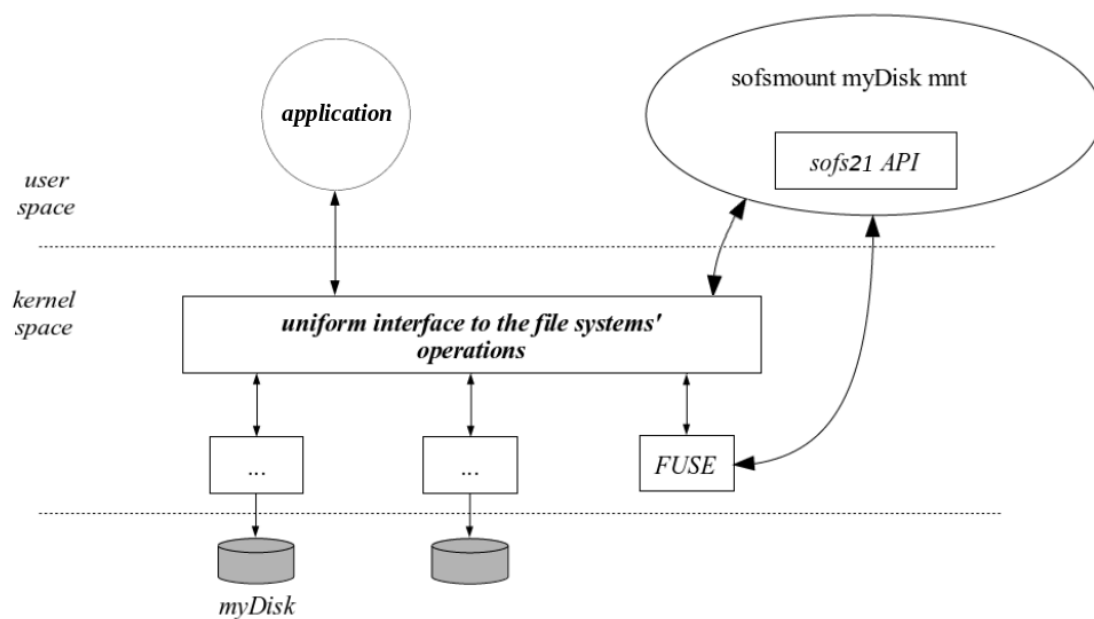 application
sofsmount myDisk mnt
sofs21 API
user
space
kernel
space
uniform interface to the file systems'
operations
...
...
FUSE
myDisk